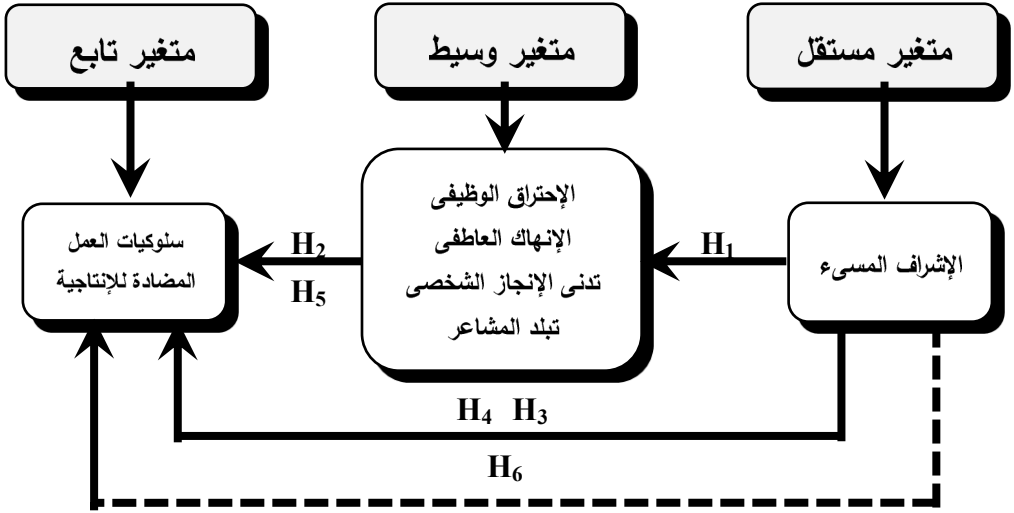 متغير مستقل
متغير وسيط
متغير تابع
الإشراف المسىء
H1
الإحتراق الوظيفى
الإنهاك العاطفى
تدنى الإنجاز الشخصى
تبلد المشاعر
H2
H5
سلوكيات العمل
المضادة للإنتاجية
H4 H3
H6